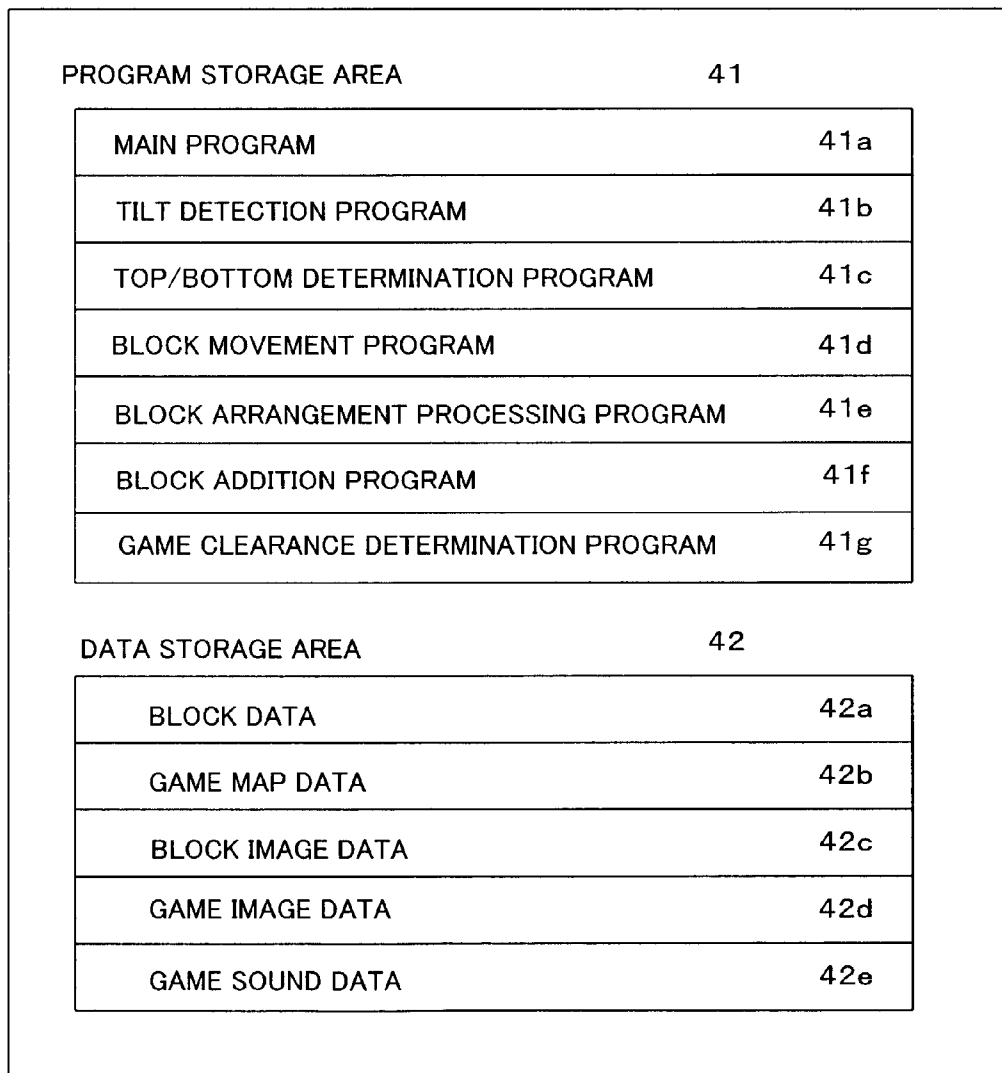 PROGRAM STORAGE AREA 41
MAIN PROGRAM 41a
TILT DETECTION PROGRAM 41b
TOP/BOTTOM DETERMINATION PROGRAM 41c
BLOCK MOVEMENT PROGRAM 41d
BLOCK ARRANGEMENT PROCESSING PROGRAM 41e
BLOCK ADDITION PROGRAM 41f
GAME CLEARANCE DETERMINATION PROGRAM 41g
DATA STORAGE AREA 42
BLOCK DATA 42a
GAME MAP DATA 42b
BLOCK IMAGE DATA 42c
GAME IMAGE DATA 42d
GAME SOUND DATA 42e